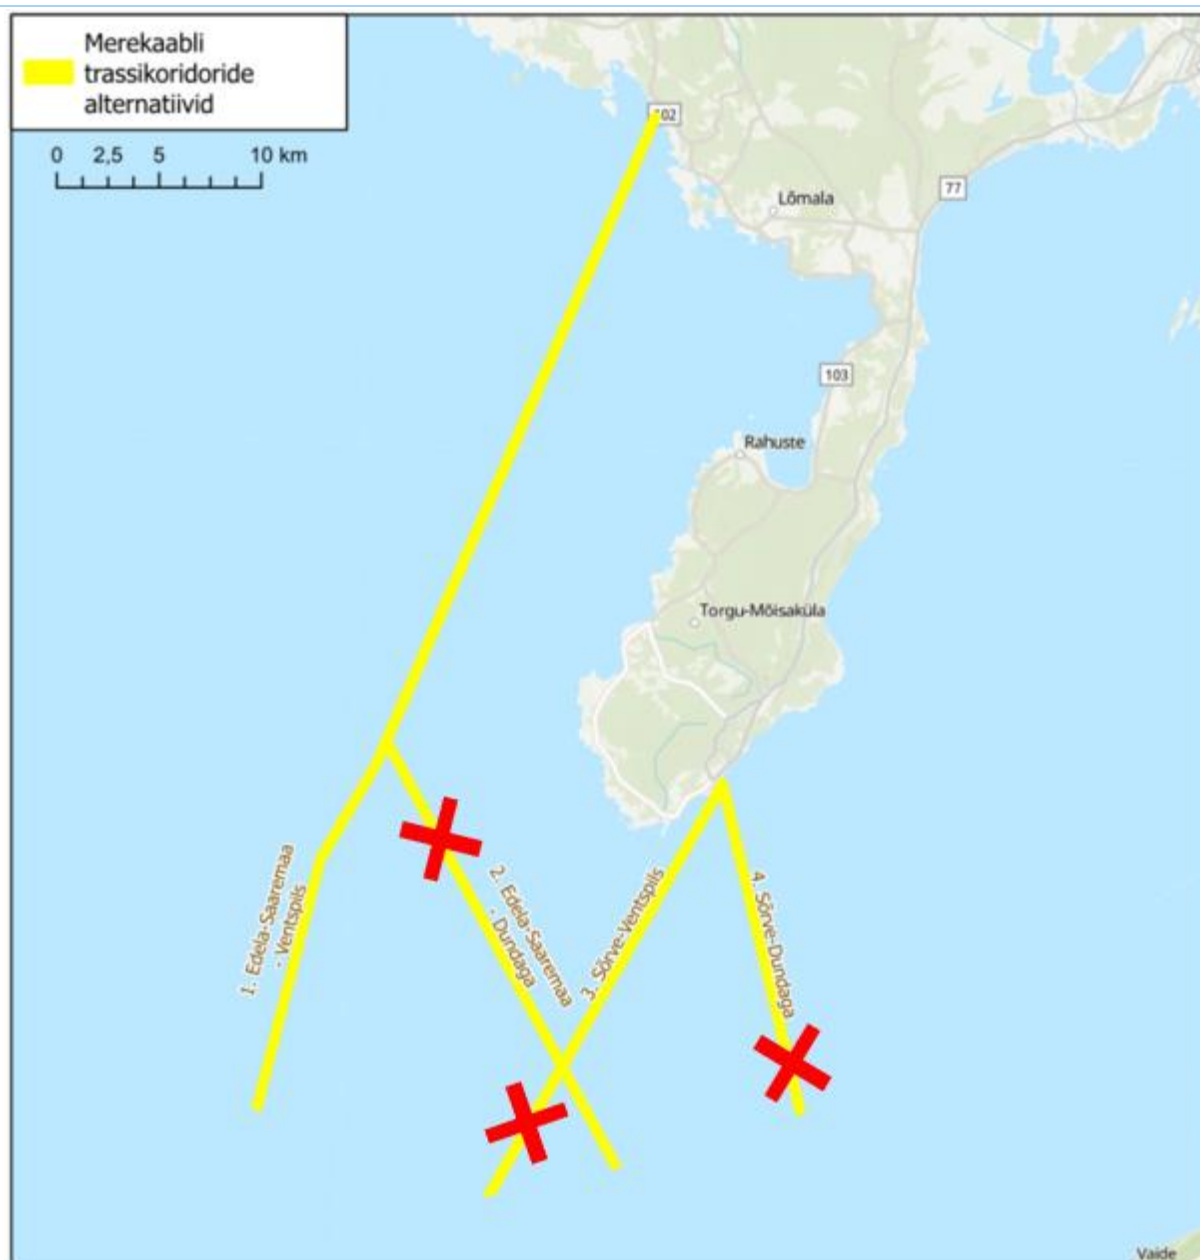 Merekaabli
trassikoridoride
alternatiivid
0 2,5 5 10 km
102
77
Lõmala
103
Rahuste
Torgu-Mõisaküla
1. Edela-Saaremaa
- Ventspils
2. Edela-Saaremaa
- Dundaga
3. Sõrve-Ventspils
4. Sõrve-Dundaga
Vaide